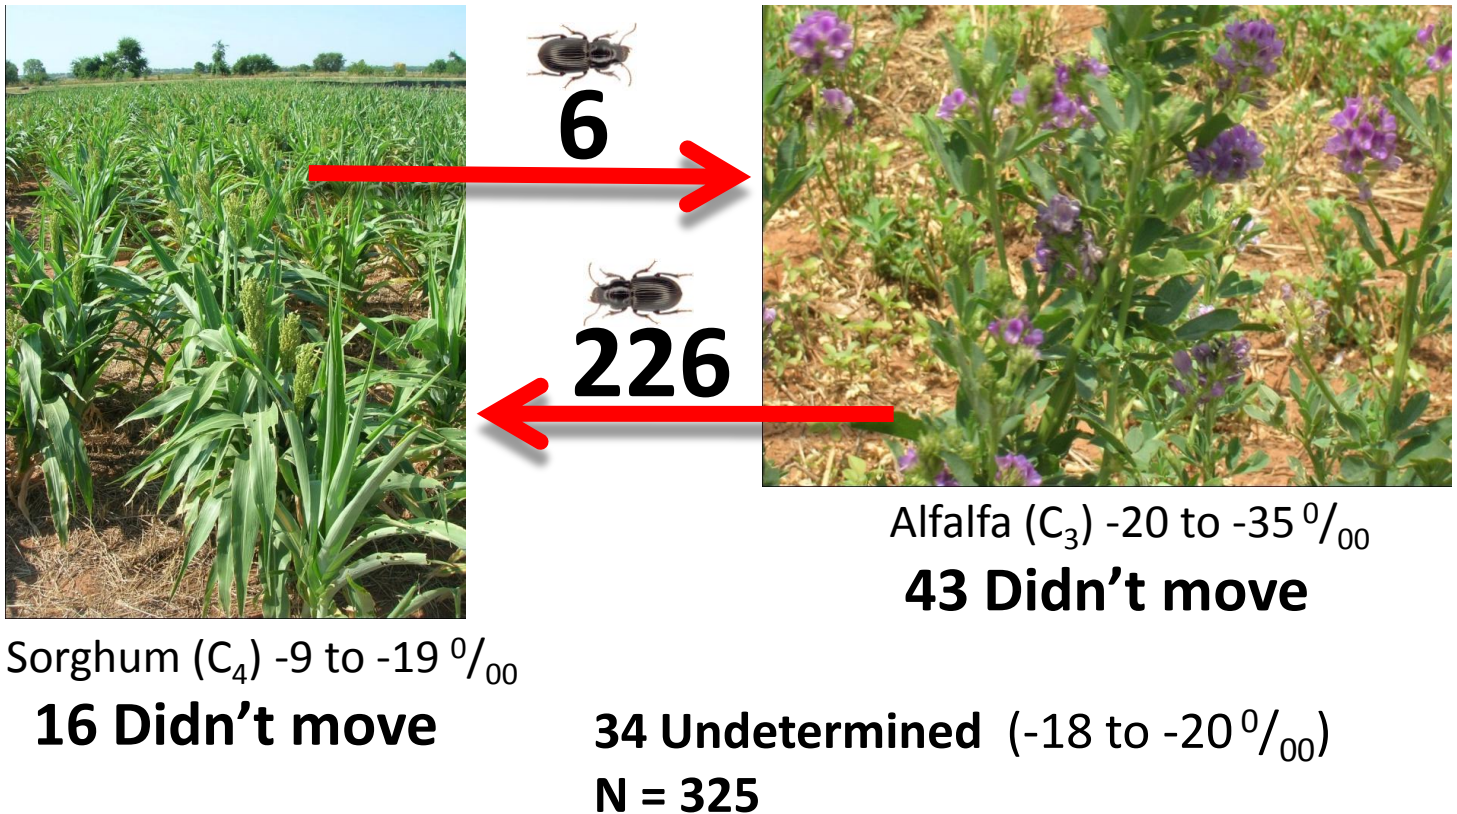 6
226
Alfalfa (C₃) -20 to -35 ⁰/₀₀
43 Didn’t move
Sorghum (C₄) -9 to -19 ⁰/₀₀
16 Didn’t move
34 Undetermined (-18 to -20 ⁰/₀₀)
N = 325